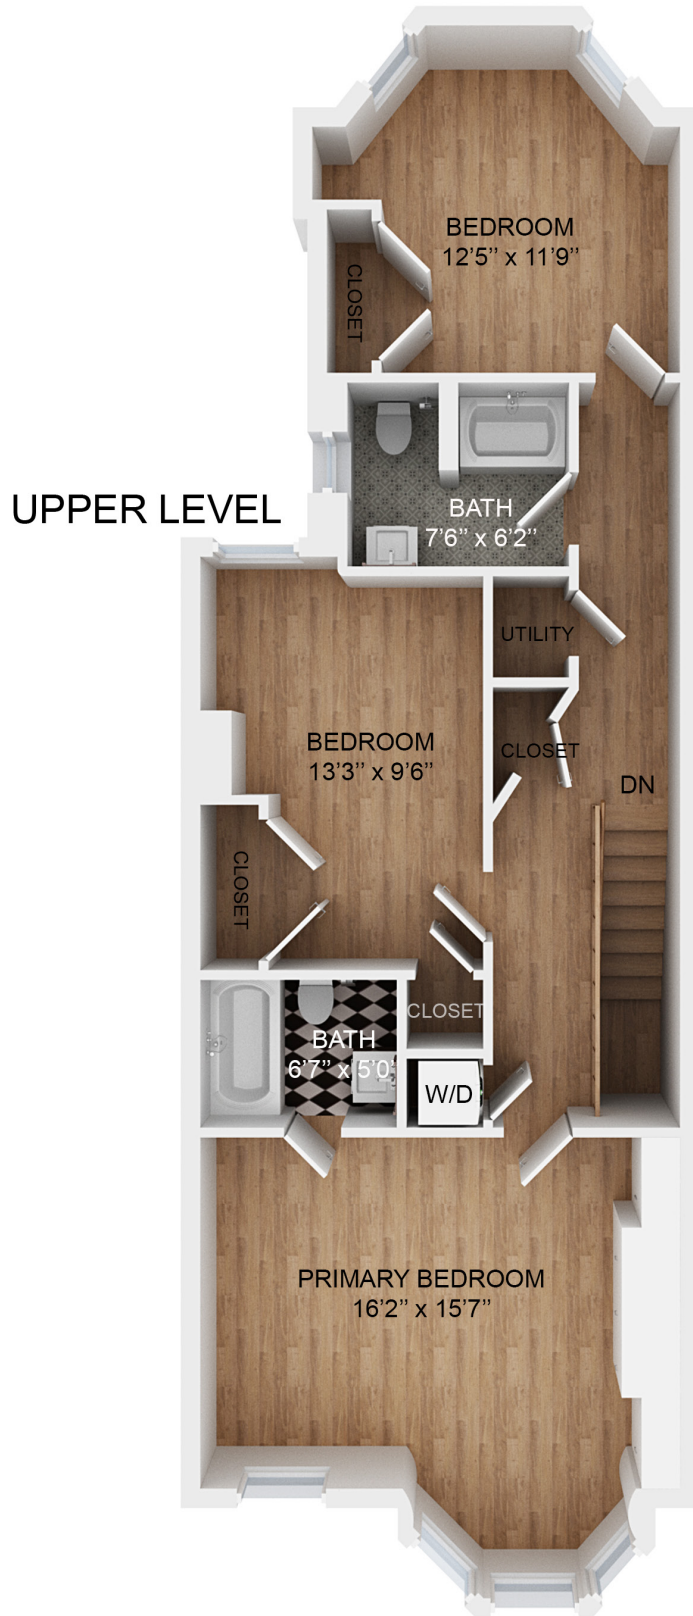 BEDROOM
12’5’’ x 11’9’’
CLOSET
UPPER LEVEL
BATH
7’6’’ x 6’2’’
UTILITY
CLOSET
BEDROOM
13’3’’ x 9’6’’
DN
CLOSET
CLOSET
BATH
6’7’’ x 5’0’
W/D
PRIMARY BEDROOM
16’2’’ x 15’7’’